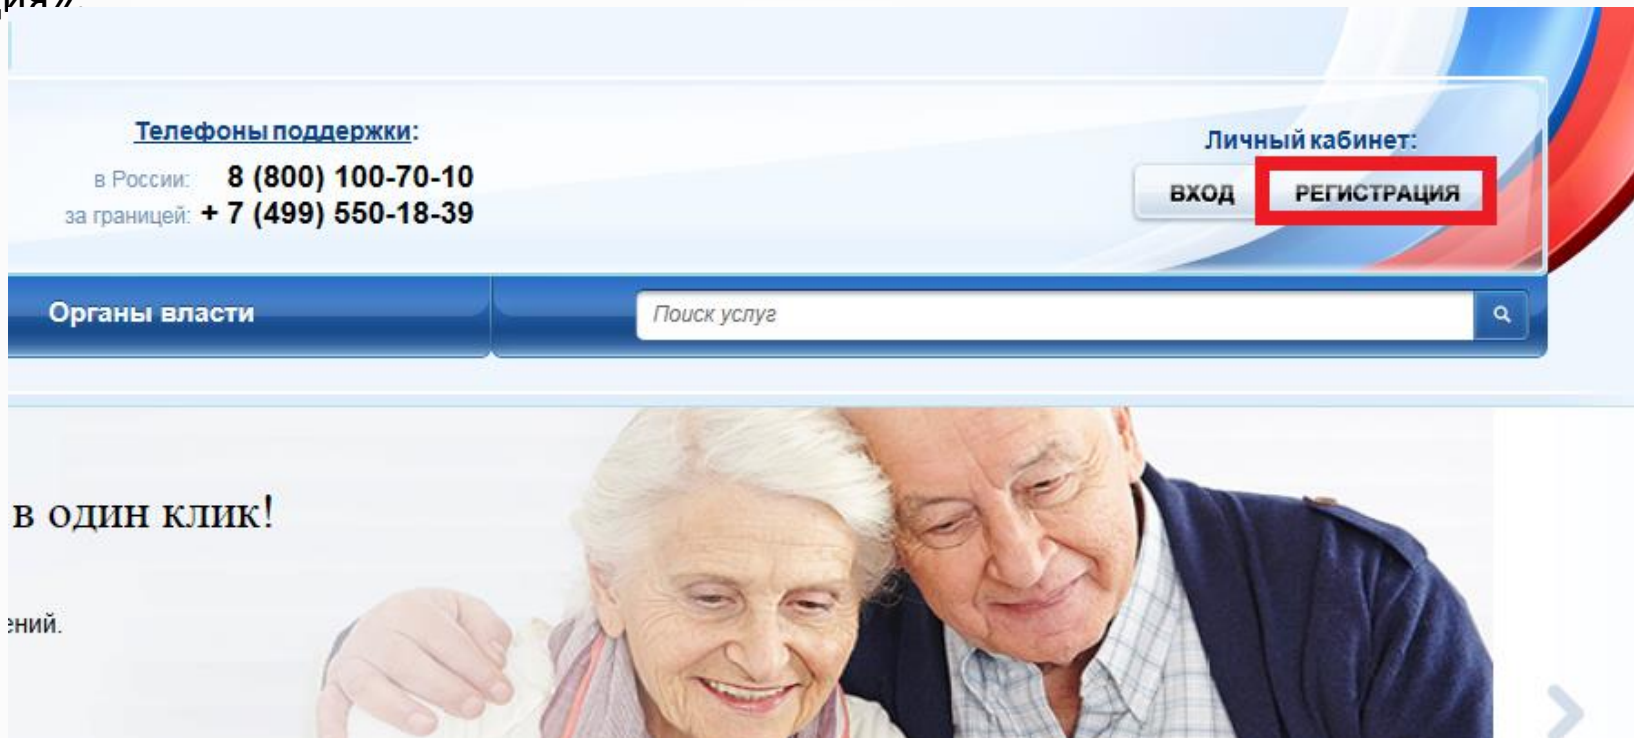 Телефоны поддержки:
в России: 8 (800) 100-70-10
за границей: + 7 (499) 550-18-39
Личный кабинет:
ВХОД РЕГИСТРАЦИЯ
Органы власти
Поиск услуг
в один клик!